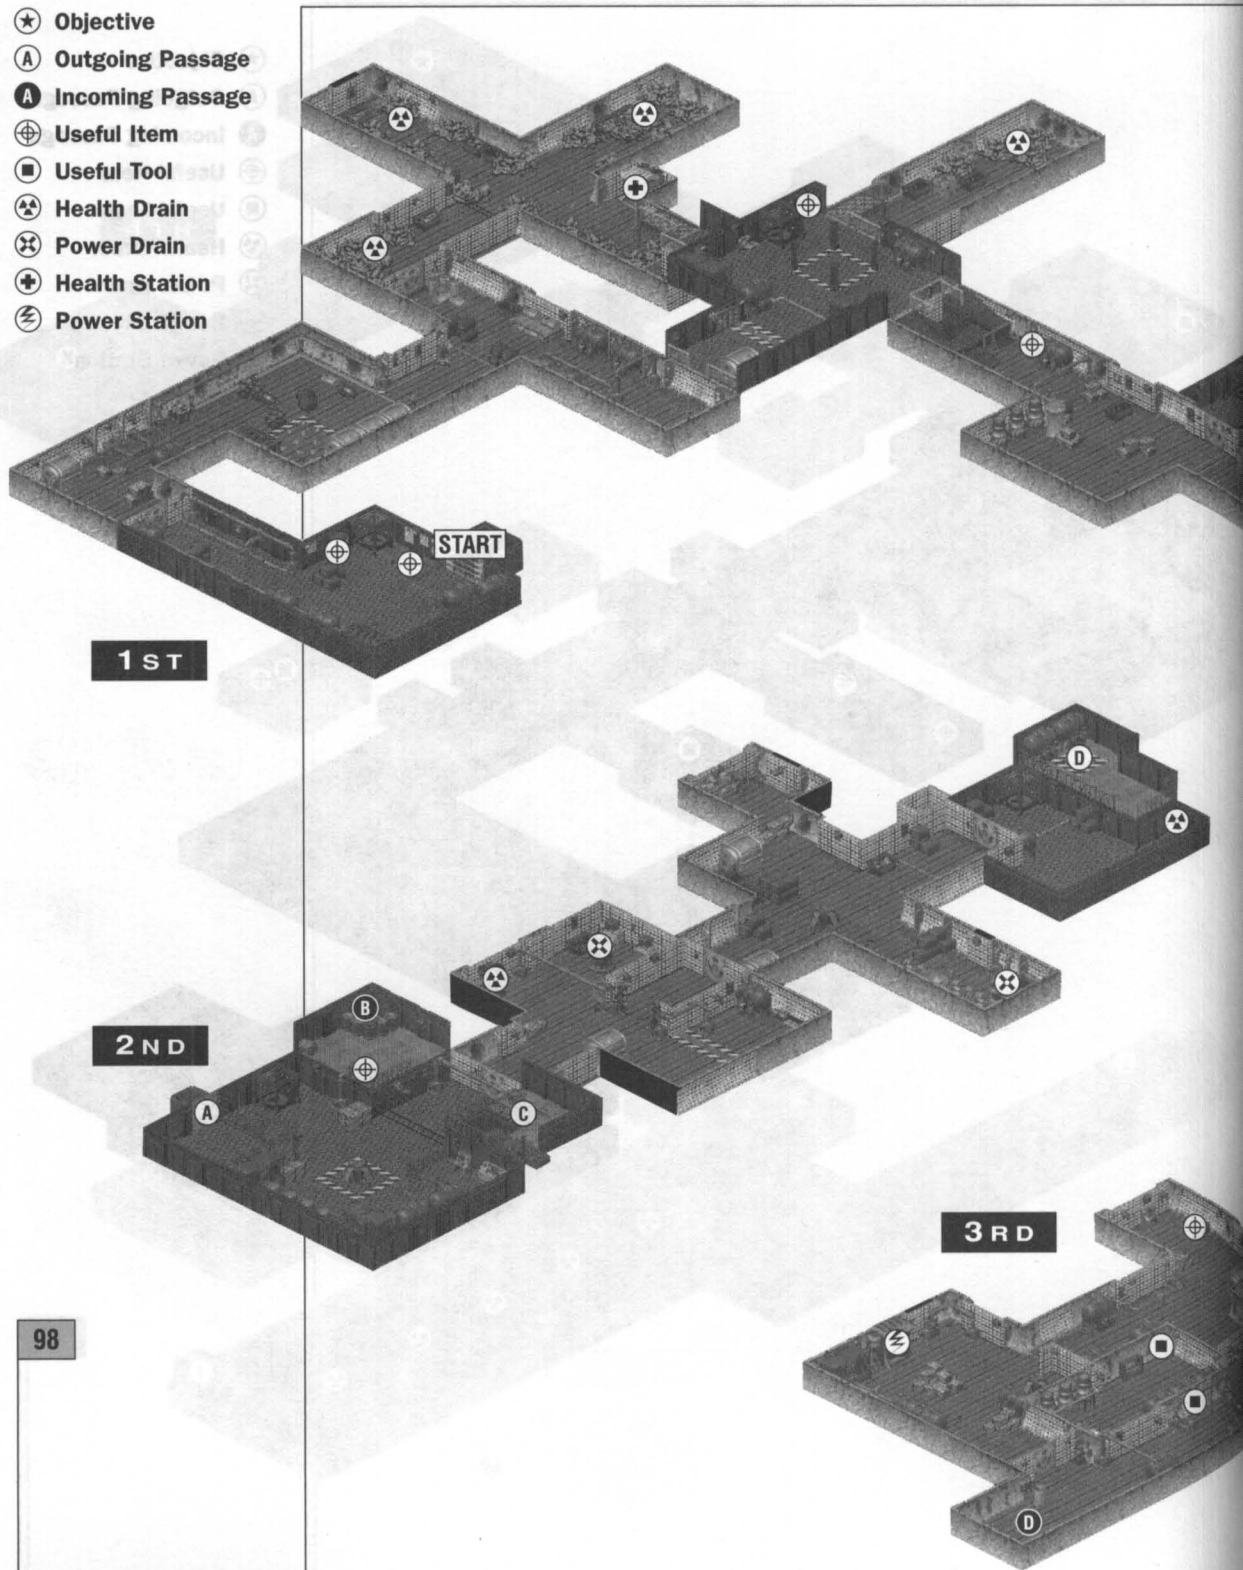 Objective
A Outgoing Passage
A Incoming Passage
Useful Item
Useful Tool
Health Drain
Power Drain
Health Station
Power Station
START
1ST
D
B
2ND
A
C
3RD
98
D